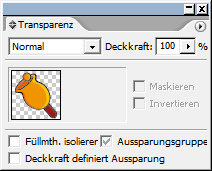 Transparenz
Normal Deckkraft: 100 %
Maskieren
Invertieren
Füllmth. isolieren Aussparungsgruppe
Deckkraft definiert Aussparung